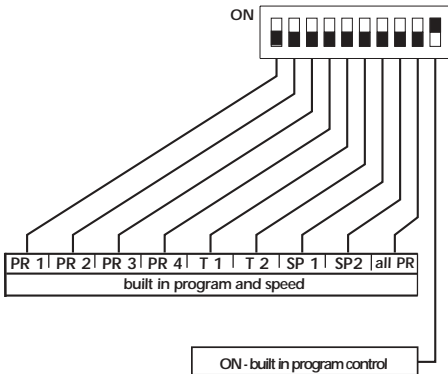 ON
PR 1 PR 2 PR 3 PR 4 T 1 T 2 SP 1 SP2 all PR
built in program and speed
ON - built in program control